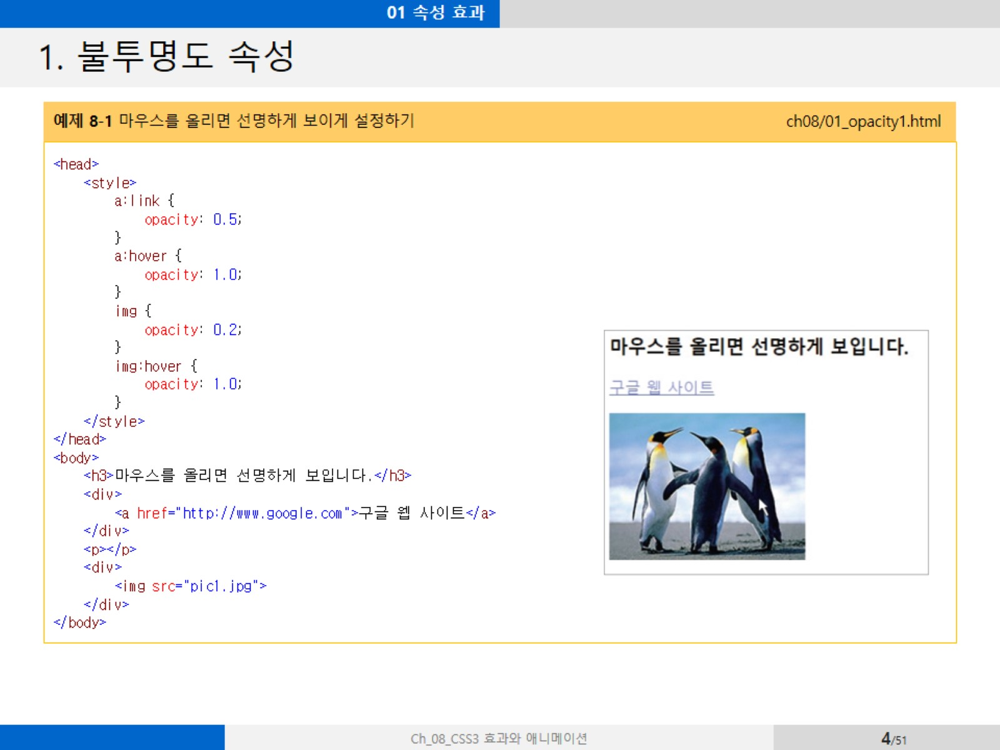 01 속성 효과
1. 불투명도 속성
예제 8-1 마우스를 올리면 선명하게 보이게 설정하기 ch08/01_opacity1.html
<head>
    <style>
        a:link {
            opacity: 0.5;
        }
        a:hover {
            opacity: 1.0;
        }
        img {
            opacity: 0.2;
        }
        img:hover {
            opacity: 1.0;
        }
    </style>
</head>
<body>
    <h3>마우스를 올리면 선명하게 보입니다.</h3>
    <div>
        <a href="http://www.google.com">구글 웹 사이트</a>
    </div>
    <p></p>
    <div>
        <img src="pic1.jpg">
    </div>
</body>
마우스를 올리면 선명하게 보입니다.
구글 웹 사이트
Ch_08_CSS3 효과와 애니메이션
4/51